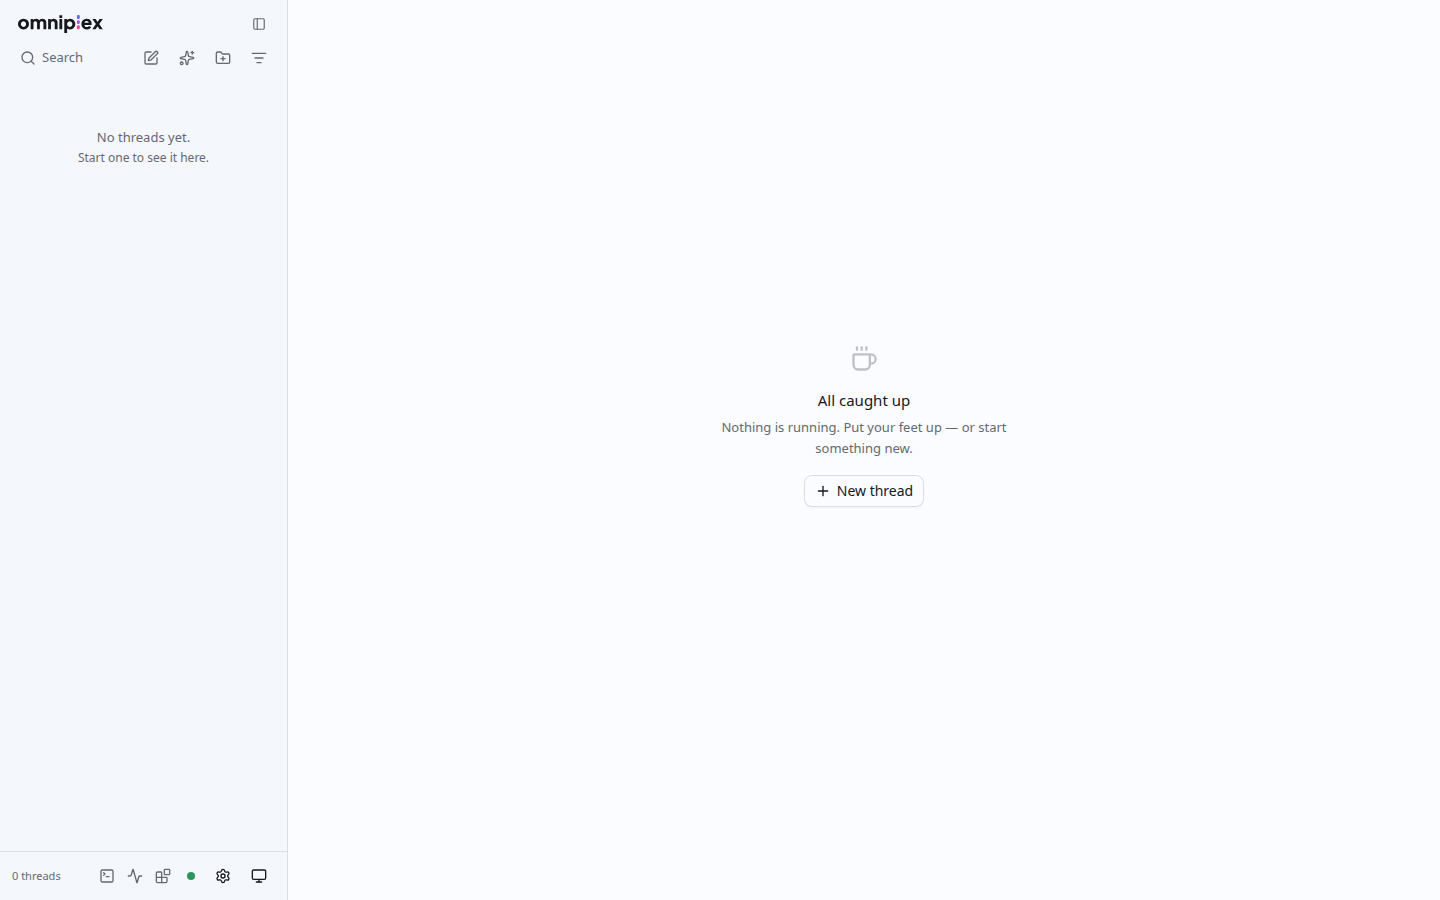 omniplex
Search
No threads yet.
Start one to see it here.
All caught up
Nothing is running. Put your feet up — or start
something new.
New thread
0 threads